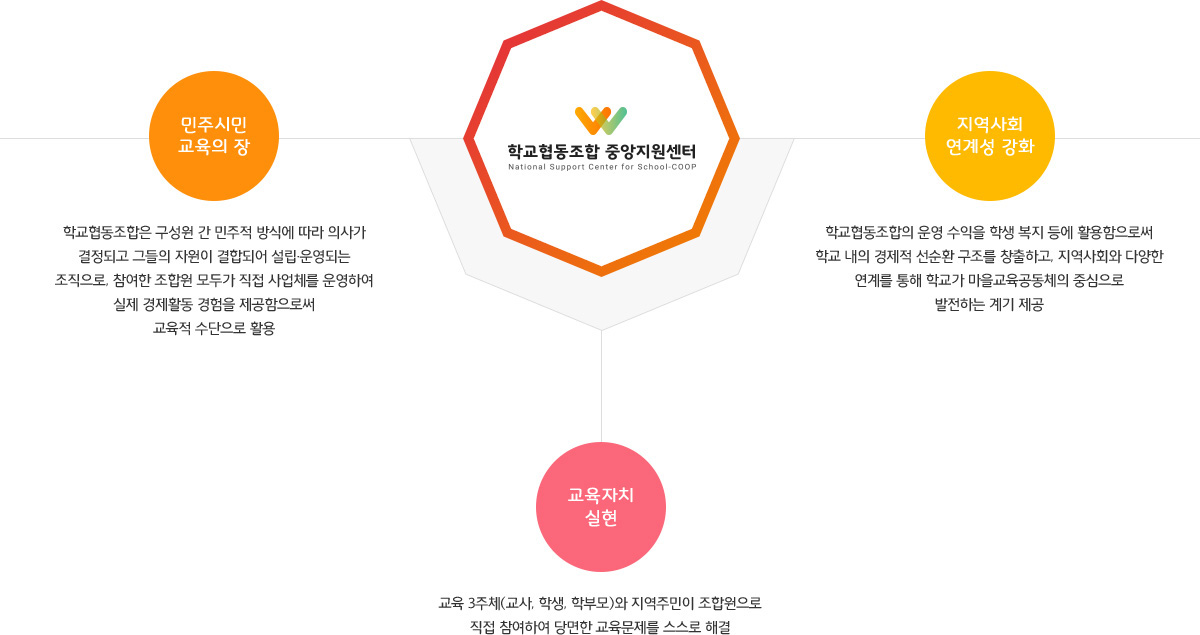 학교협동조합 중앙지원센터
National Support Center for School-COOP
민주시민
교육의 장
학교협동조합은 구성원 간 민주적 방식에 따라 의사가
결정되고 그들의 자원이 결합되어 설립·운영되는
조직으로, 참여한 조합원 모두가 직접 사업체를 운영하여
실제 경제활동 경험을 제공함으로써
교육적 수단으로 활용
지역사회
연계성 강화
학교협동조합의 운영 수익을 학생 복지 등에 활용함으로써
학교 내의 경제적 선순환 구조를 창출하고, 지역사회와 다양한
연계를 통해 학교가 마을교육공동체의 중심으로
발전하는 계기 제공
교육자치
실현
교육 3주체(교사, 학생, 학부모)와 지역주민이 조합원으로
직접 참여하여 당면한 교육문제를 스스로 해결